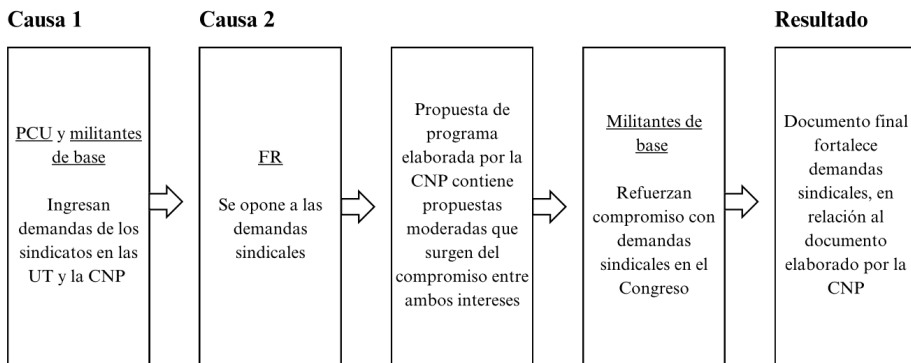 Causa 1
PCU y militantes
de base
Ingresan
demandas de los
sindicatos en las
UT y la CNP
Causa 2
FR
Se opone a las
demandas
sindicales
Propuesta de
programa
elaborada por la
CNP contiene
propuestas
moderadas que
surgen del
compromiso entre
ambos intereses
Militantes de
base
Refuerzan
compromiso con
demandas
sindicales en el
Congreso
Resultado
Documento final
fortalece
demandas
sindicales, en
relación al
documento
elaborado por la
CNP